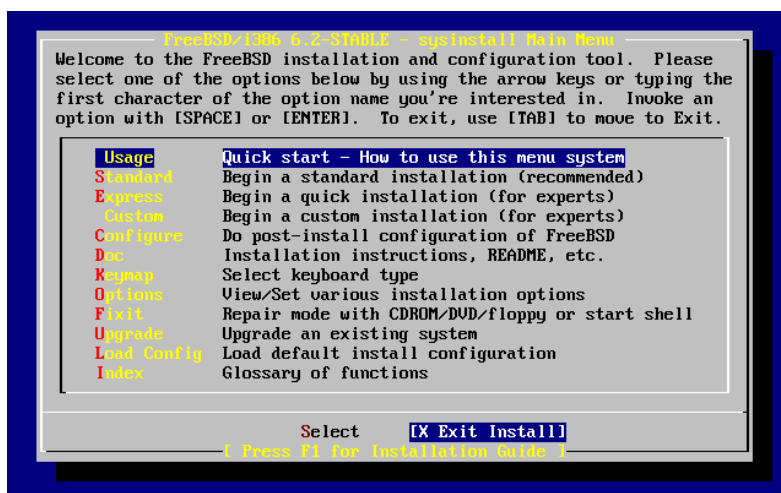 FreeBSD/i386 6.2-STABLE - sysinstall Main Menu
Welcome to the FreeBSD installation and configuration tool.  Please
select one of the options below by using the arrow keys or typing the
first character of the option name you're interested in.  Invoke an
option with [SPACE] or [ENTER].  To exit, use [TAB] to move to Exit.
Usage Quick start - How to use this menu system
Standard Begin a standard installation (recommended)
Express Begin a quick installation (for experts)
Custom Begin a custom installation (for experts)
Configure Do post-install configuration of FreeBSD
Doc Installation instructions, README, etc.
Keymap Select keyboard type
Options View/Set various installation options
Fixit Repair mode with CDROM/DVD/floppy or start shell
Upgrade Upgrade an existing system
Load Config Load default install configuration
Index Glossary of functions
Select [X Exit Install]
[ Press F1 for Installation Guide ]